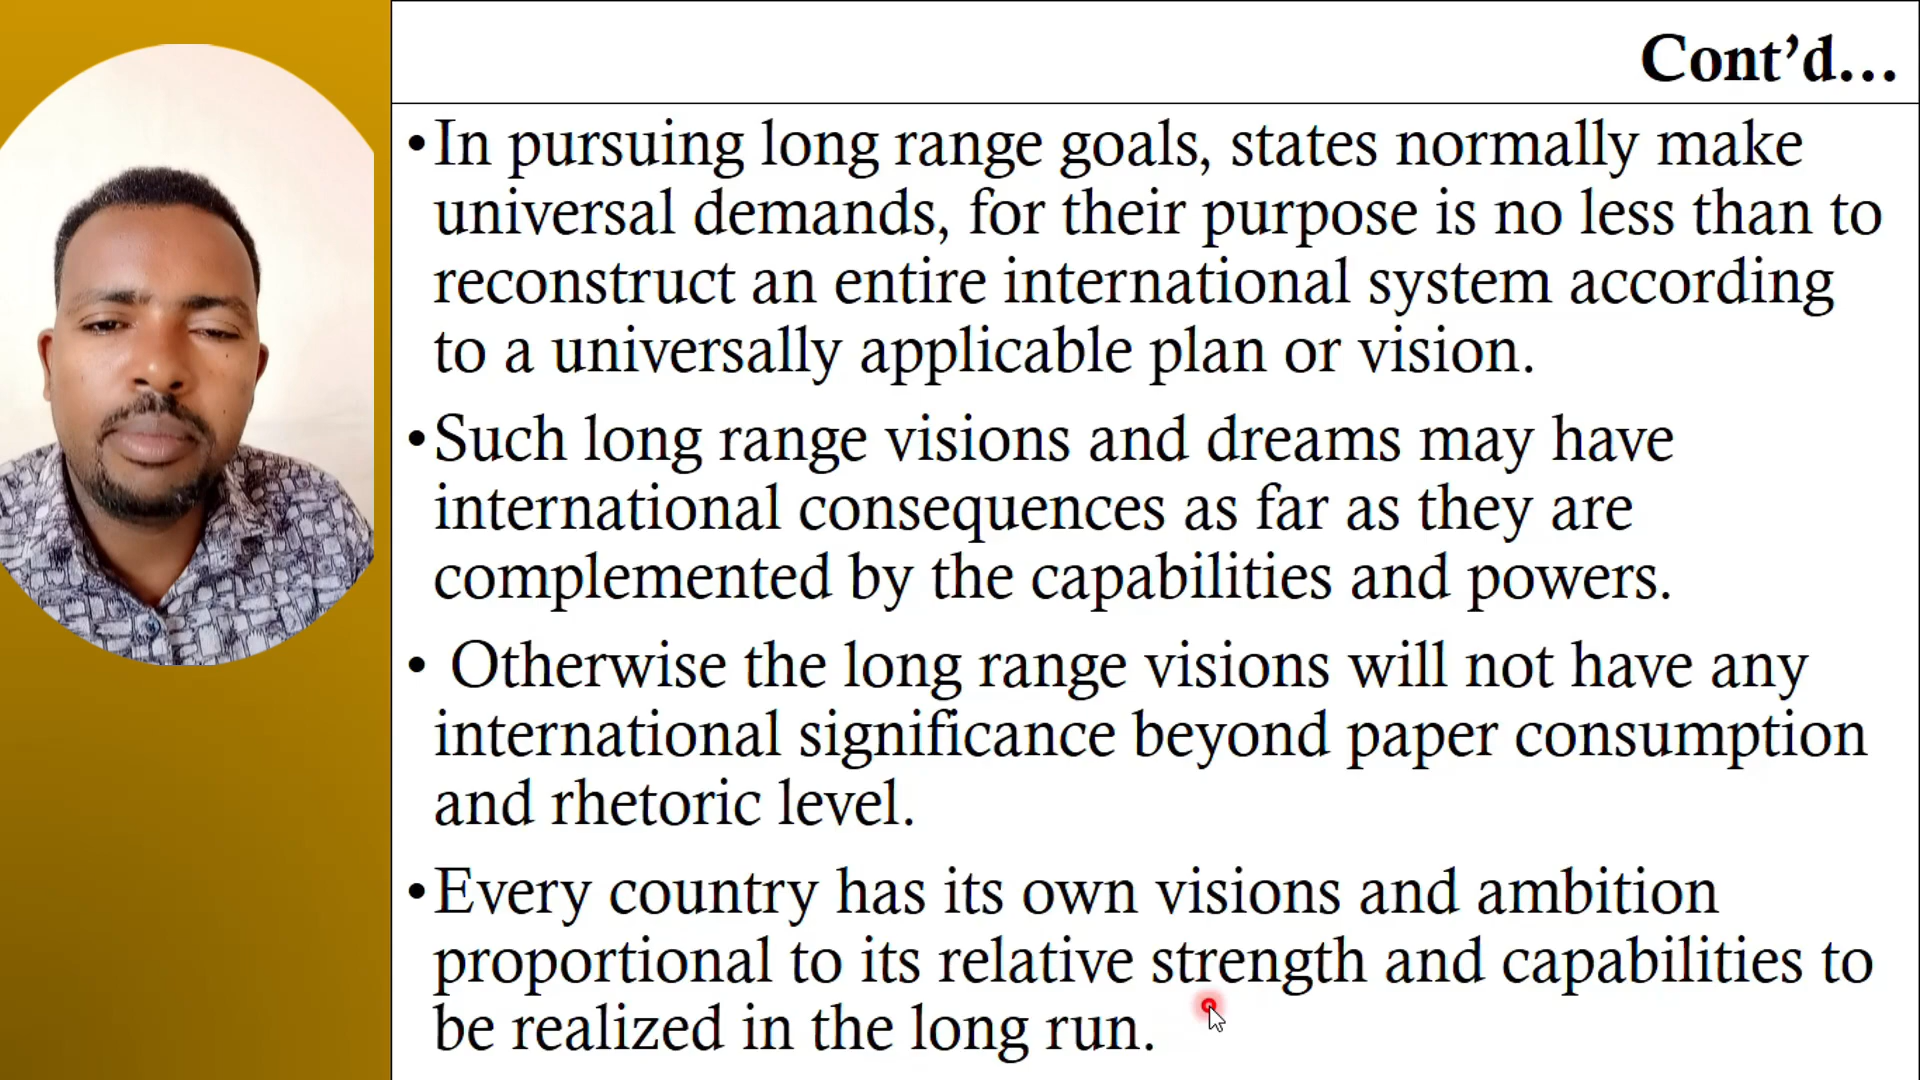 Cont’d…
•In pursuing long range goals, states normally make
universal demands, for their purpose is no less than to
reconstruct an entire international system according
to a universally applicable plan or vision.
•Such long range visions and dreams may have
international consequences as far as they are
complemented by the capabilities and powers.
• Otherwise the long range visions will not have any
international significance beyond paper consumption
and rhetoric level.
•Every country has its own visions and ambition
proportional to its relative strength and capabilities to
be realized in the long run.